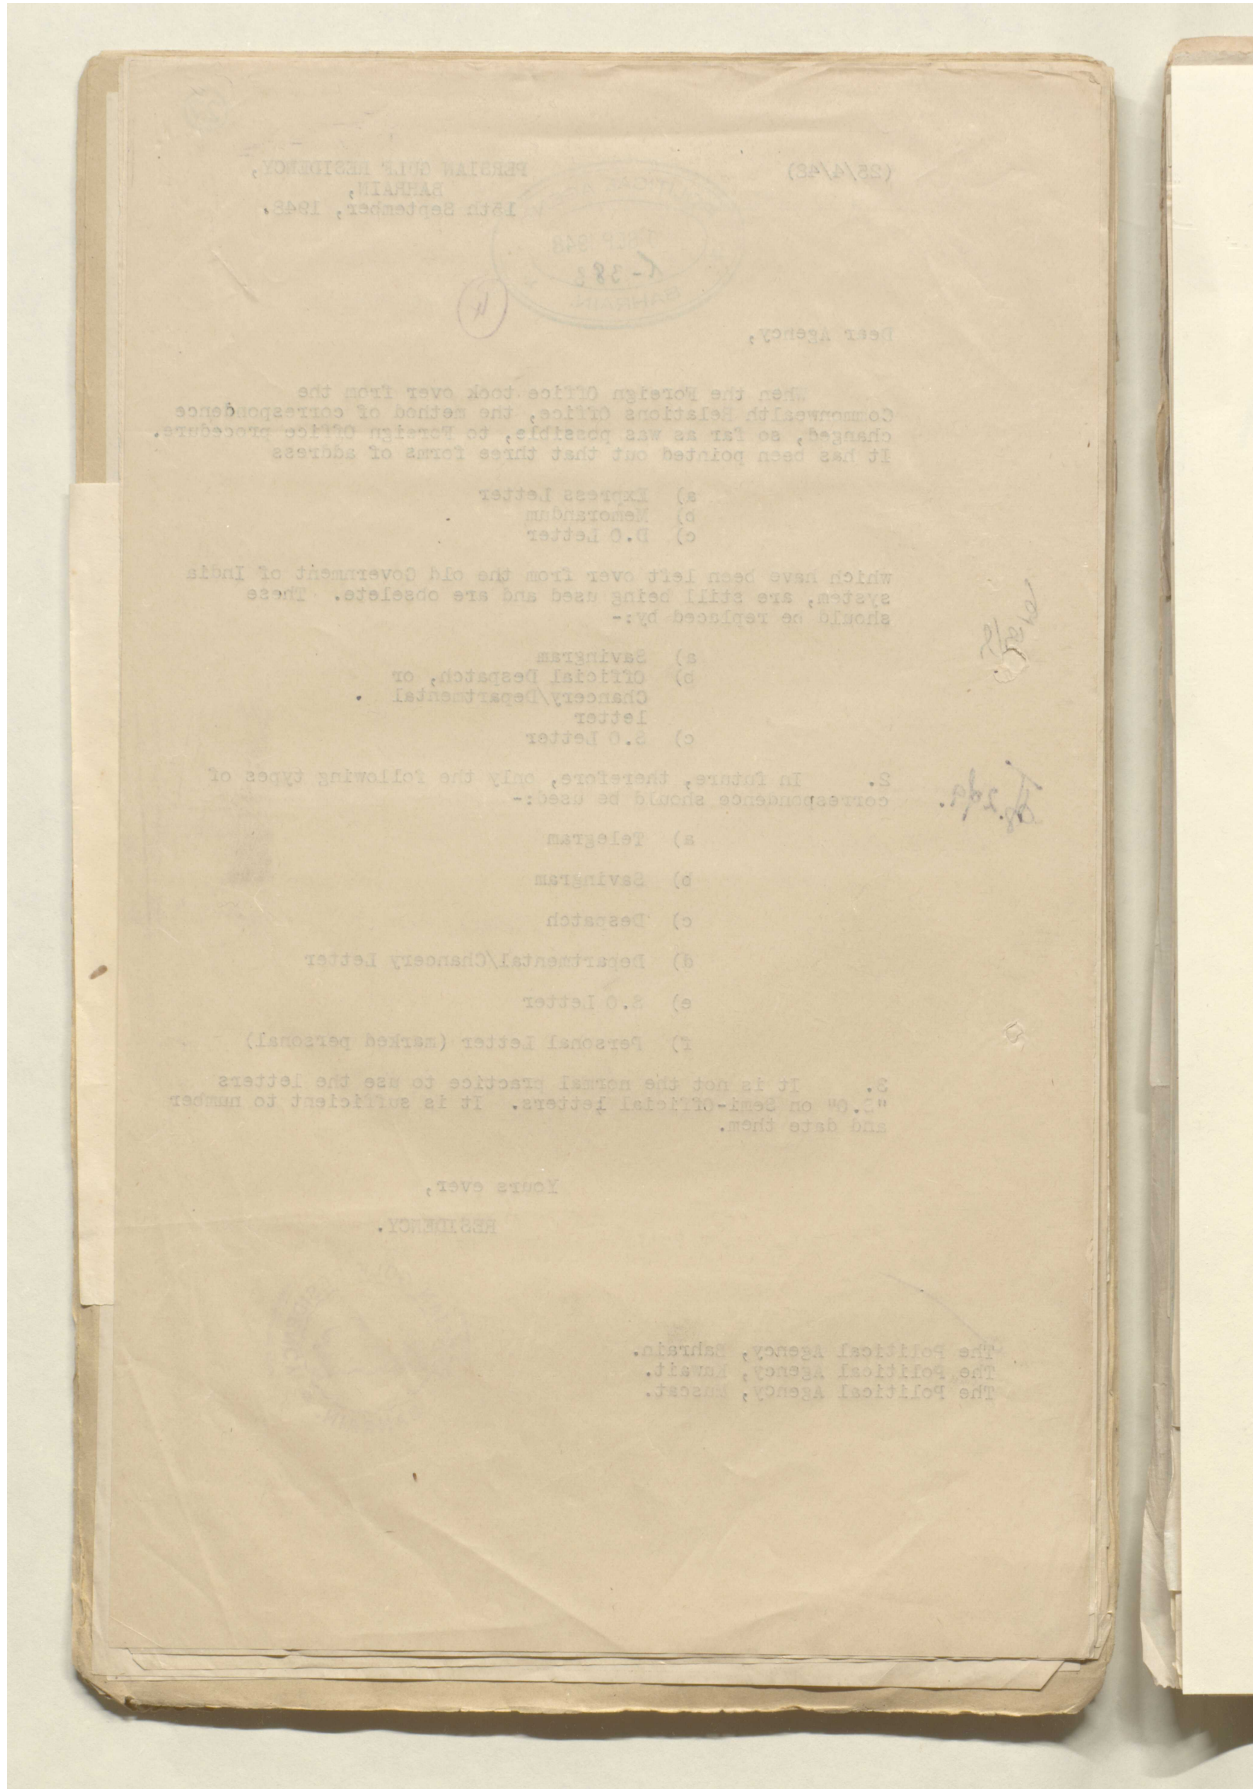 (25/4/48)
PERSIAN GULF RESIDENCY,
BAHRAIN,
15th September, 1948.
SEP 1948
BAHRAIN
4
Dear Agency,
When the Foreign Office took over from the
Commonwealth Relations Office, the method of correspondence
changed, so far as was possible, to Foreign Office procedure.
It has been pointed out that three forms of address
a) Express Letter
b) Memorandum
c) D.O Letter
which have been left over from the old Government of India
system, are still being used and are obselete. These
should be replaced by:-
a) Savingram
b) Official Despatch, or
Chancery/Departmental
letter
c) S.O Letter
2. In future, therefore, only the following types of
correspondence should be used:-
a) Telegram
b) Savingram
c) Despatch
d) Departmental/Chancery Letter
e) S.O Letter
f) Personal Letter (marked personal)
3. It is not the normal practice to use the letters
"S.O" on Semi-Official letters. It is sufficient to number
and date them.
Yours ever,
RESIDENCY.
The Political Agency, Bahrain.
The Political Agency, Kuwait.
The Political Agency, Muscat.